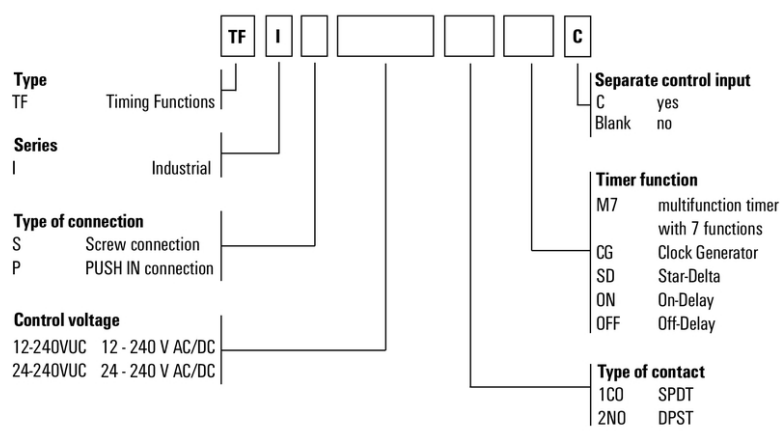 TF I C
Type
TF Timing Functions
Series
I Industrial
Type of connection
S Screw connection
P PUSH IN connection
Control voltage
12-240VUC 12 - 240 V AC/DC
24-240VUC 24 - 240 V AC/DC
Separate control input
C yes
Blank no
Timer function
M7 multifunction timer
with 7 functions
CG Clock Generator
SD Star-Delta
ON On-Delay
OFF Off-Delay
Type of contact
1CO SPDT
2NO DPST